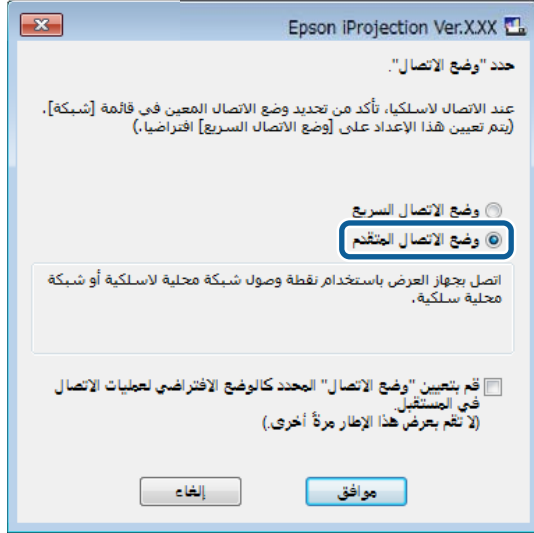 Epson iProjection Ver.X.XX
حدد "وضع الاتصال".
عند الاتصال لاسلكيا، تأكد من تحديد وضع الاتصال المعين في قائمة [شبكة].
(يتم تعيين هذا الإعداد على [وضع الاتصال السريع] افتراضيا.)
وضع الاتصال السريع
وضع الاتصال المتقدم
اتصل بجهاز العرض باستخدام نقطة وصول شبكة محلية لاسلكية أو شبكة
محلية سلكية.
قم بتعيين "وضع الاتصال" المحدد كالوضع الافتراضي لعمليات الاتصال
في المستقبل.
(لا تقم بعرض هذا الإطار مرةً أخرى.)
موافق
إلغاء